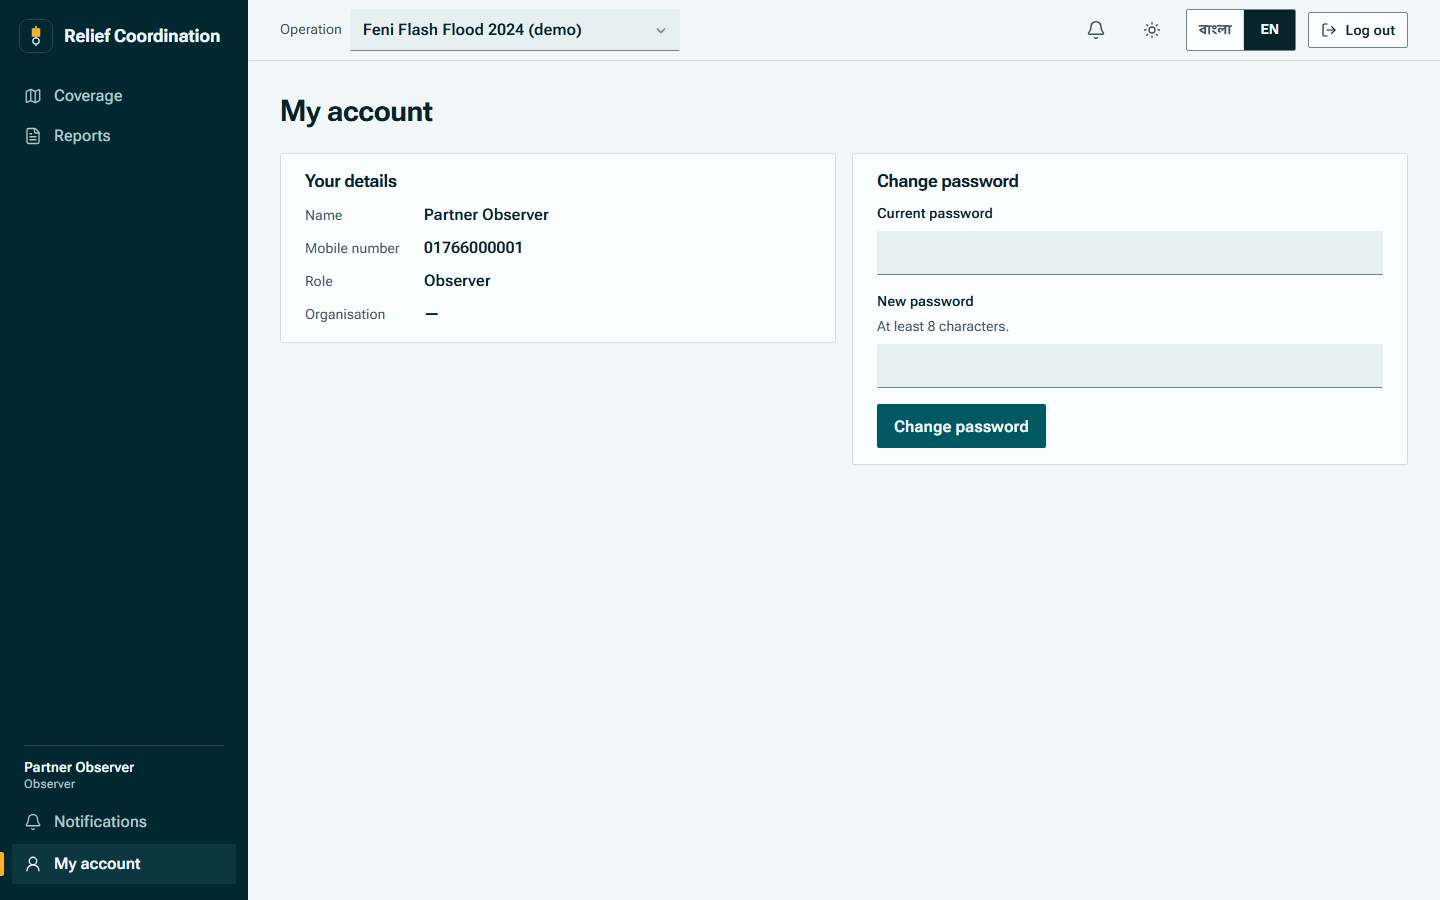 Relief Coordination
Coverage
Reports
Partner Observer
Observer
Notifications
My account
Operation
Feni Flash Flood 2024 (demo)
বাংলা
EN
Log out
My account
Your details
Name
Partner Observer
Mobile number
01766000001
Role
Observer
Organisation
—
Change password
Current password
New password
At least 8 characters.
Change password